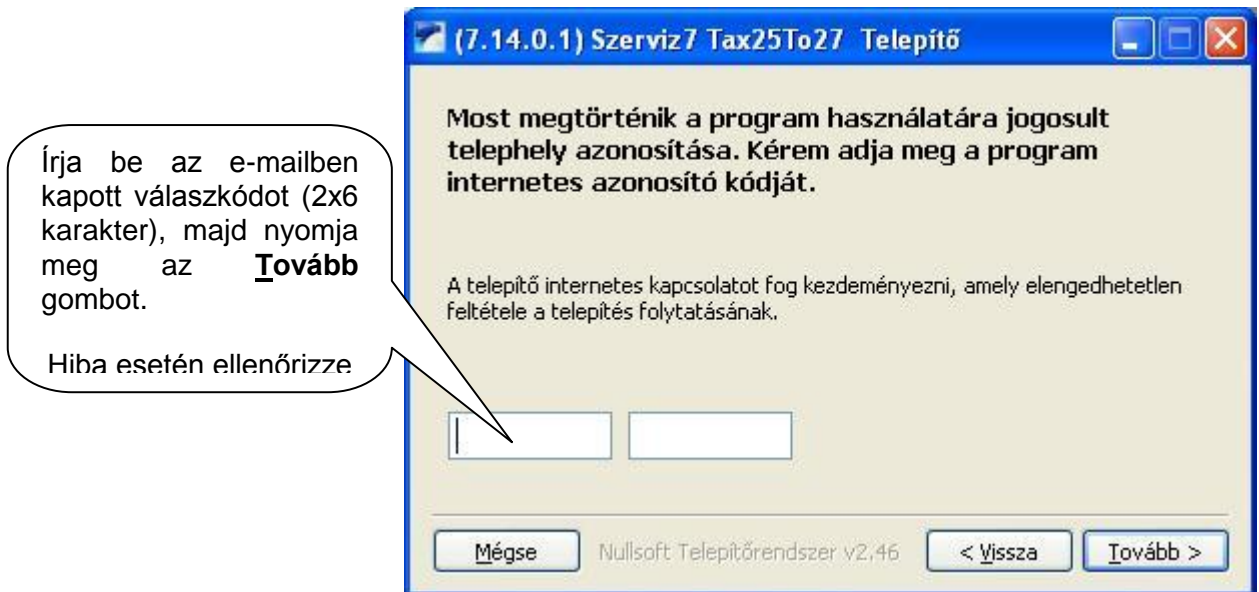 (7.14.0.1) Szerviz7 Tax25To27 Telepítő
Most megtörténik a program használatára jogosult
telephely azonosítása. Kérem adja meg a program
internetes azonosító kódját.
Írja be az e-mailben
kapott válaszkódot (2x6
karakter), majd nyomja
meg az Tovább
gombot.
Hiba esetén ellenőrizze
A telepítő internetes kapcsolatot fog kezdeményezni, amely elengedhetetlen
feltétele a telepítés folytatásának.
Mégse
Nullsoft Telepítőrendszer v2.46
< Vissza
Tovább >